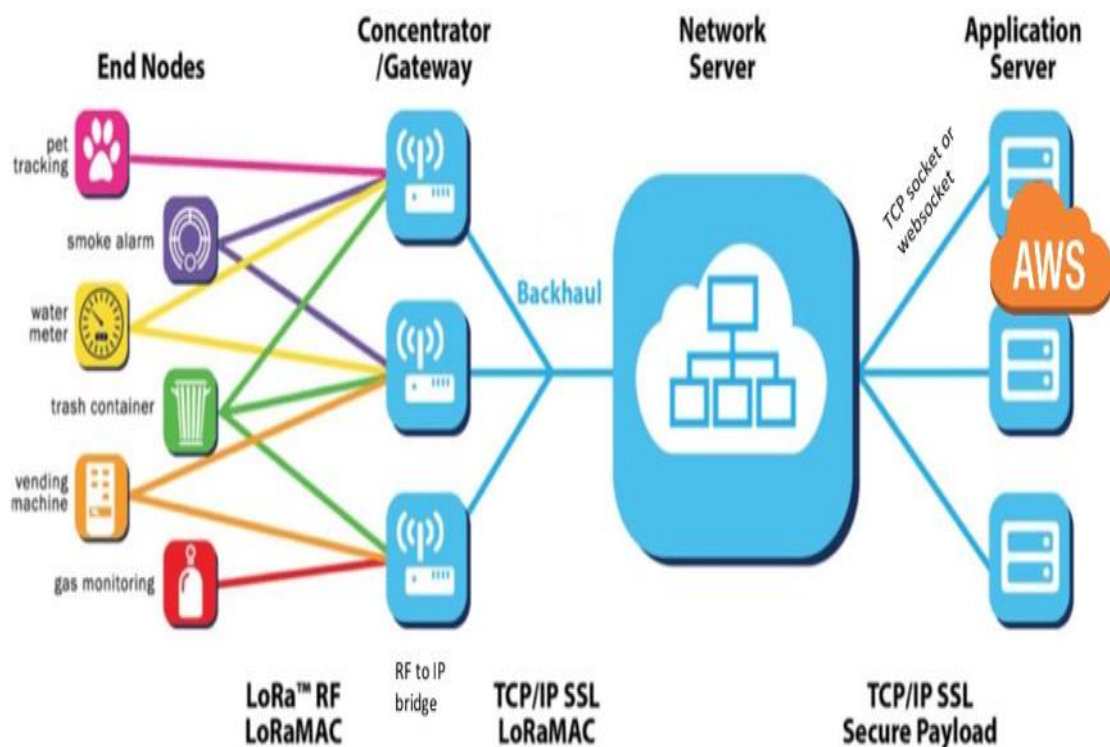 End Nodes
Concentrator
/Gateway
Network
Server
Application
Server
pet
tracking
smoke alarm
water
meter
trash container
vending
machine
gas monitoring
Backhaul
TCP socket or
websocket
AWS
LoRa™ RF
LoRaMAC
RF to IP
bridge
TCP/IP SSL
LoRaMAC
TCP/IP SSL
Secure Payload